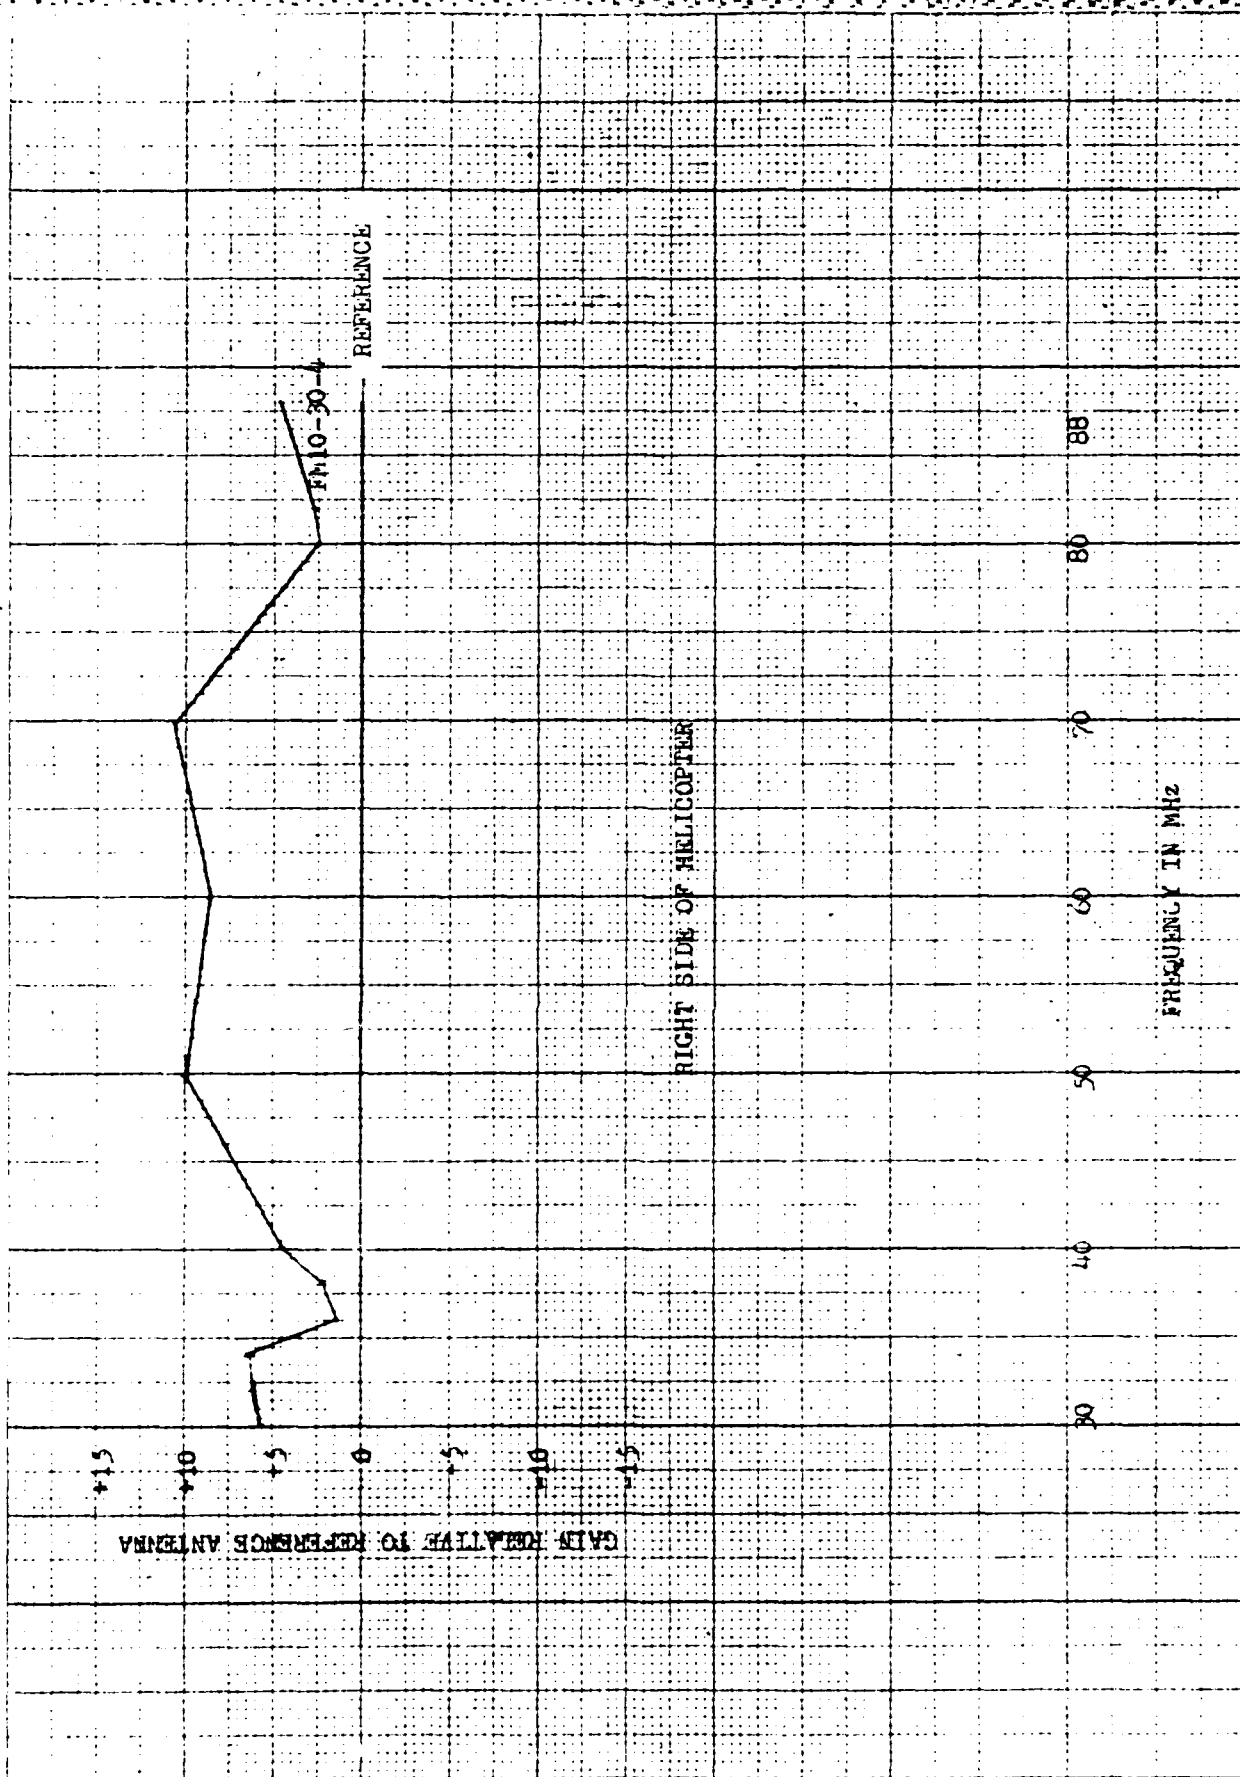 GAIN RELATIVE TO REFERENCE ANTENNA
+15
+10
+5
0
-5
-10
-15
FM10-30-4
REFERENCE
RIGHT SIDE OF HELICOPTER
30
40
50
60
70
80
88
FREQUENCY IN MHz